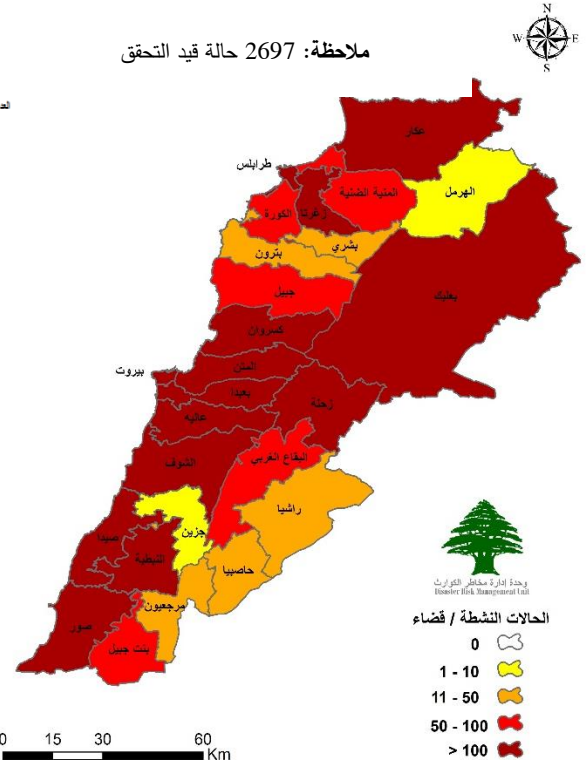 N
W E
S
ملاحظة: 2697 حالة قيد التحقق
العد
عكار
طرابلس
الهرمل
المنية الضنية
زغرتا
الكورة
بشري
بترون
جبيل
بعلبك
كسروان
المتن
بيروت
بعبدا
زحلة
عاليه
الشوف
البقاع الغربي
راشيا
جزين
صيدا
النبطية
حاصبيا
مرجعيون
صور
بنت جبيل
وحدة إدارة مخاطر الكوارث
Disaster Risk Management Unit
الحالات النشطة / قضاء
0
1 - 10
11 - 50
50 - 100
> 100
0 15 30 60
Km